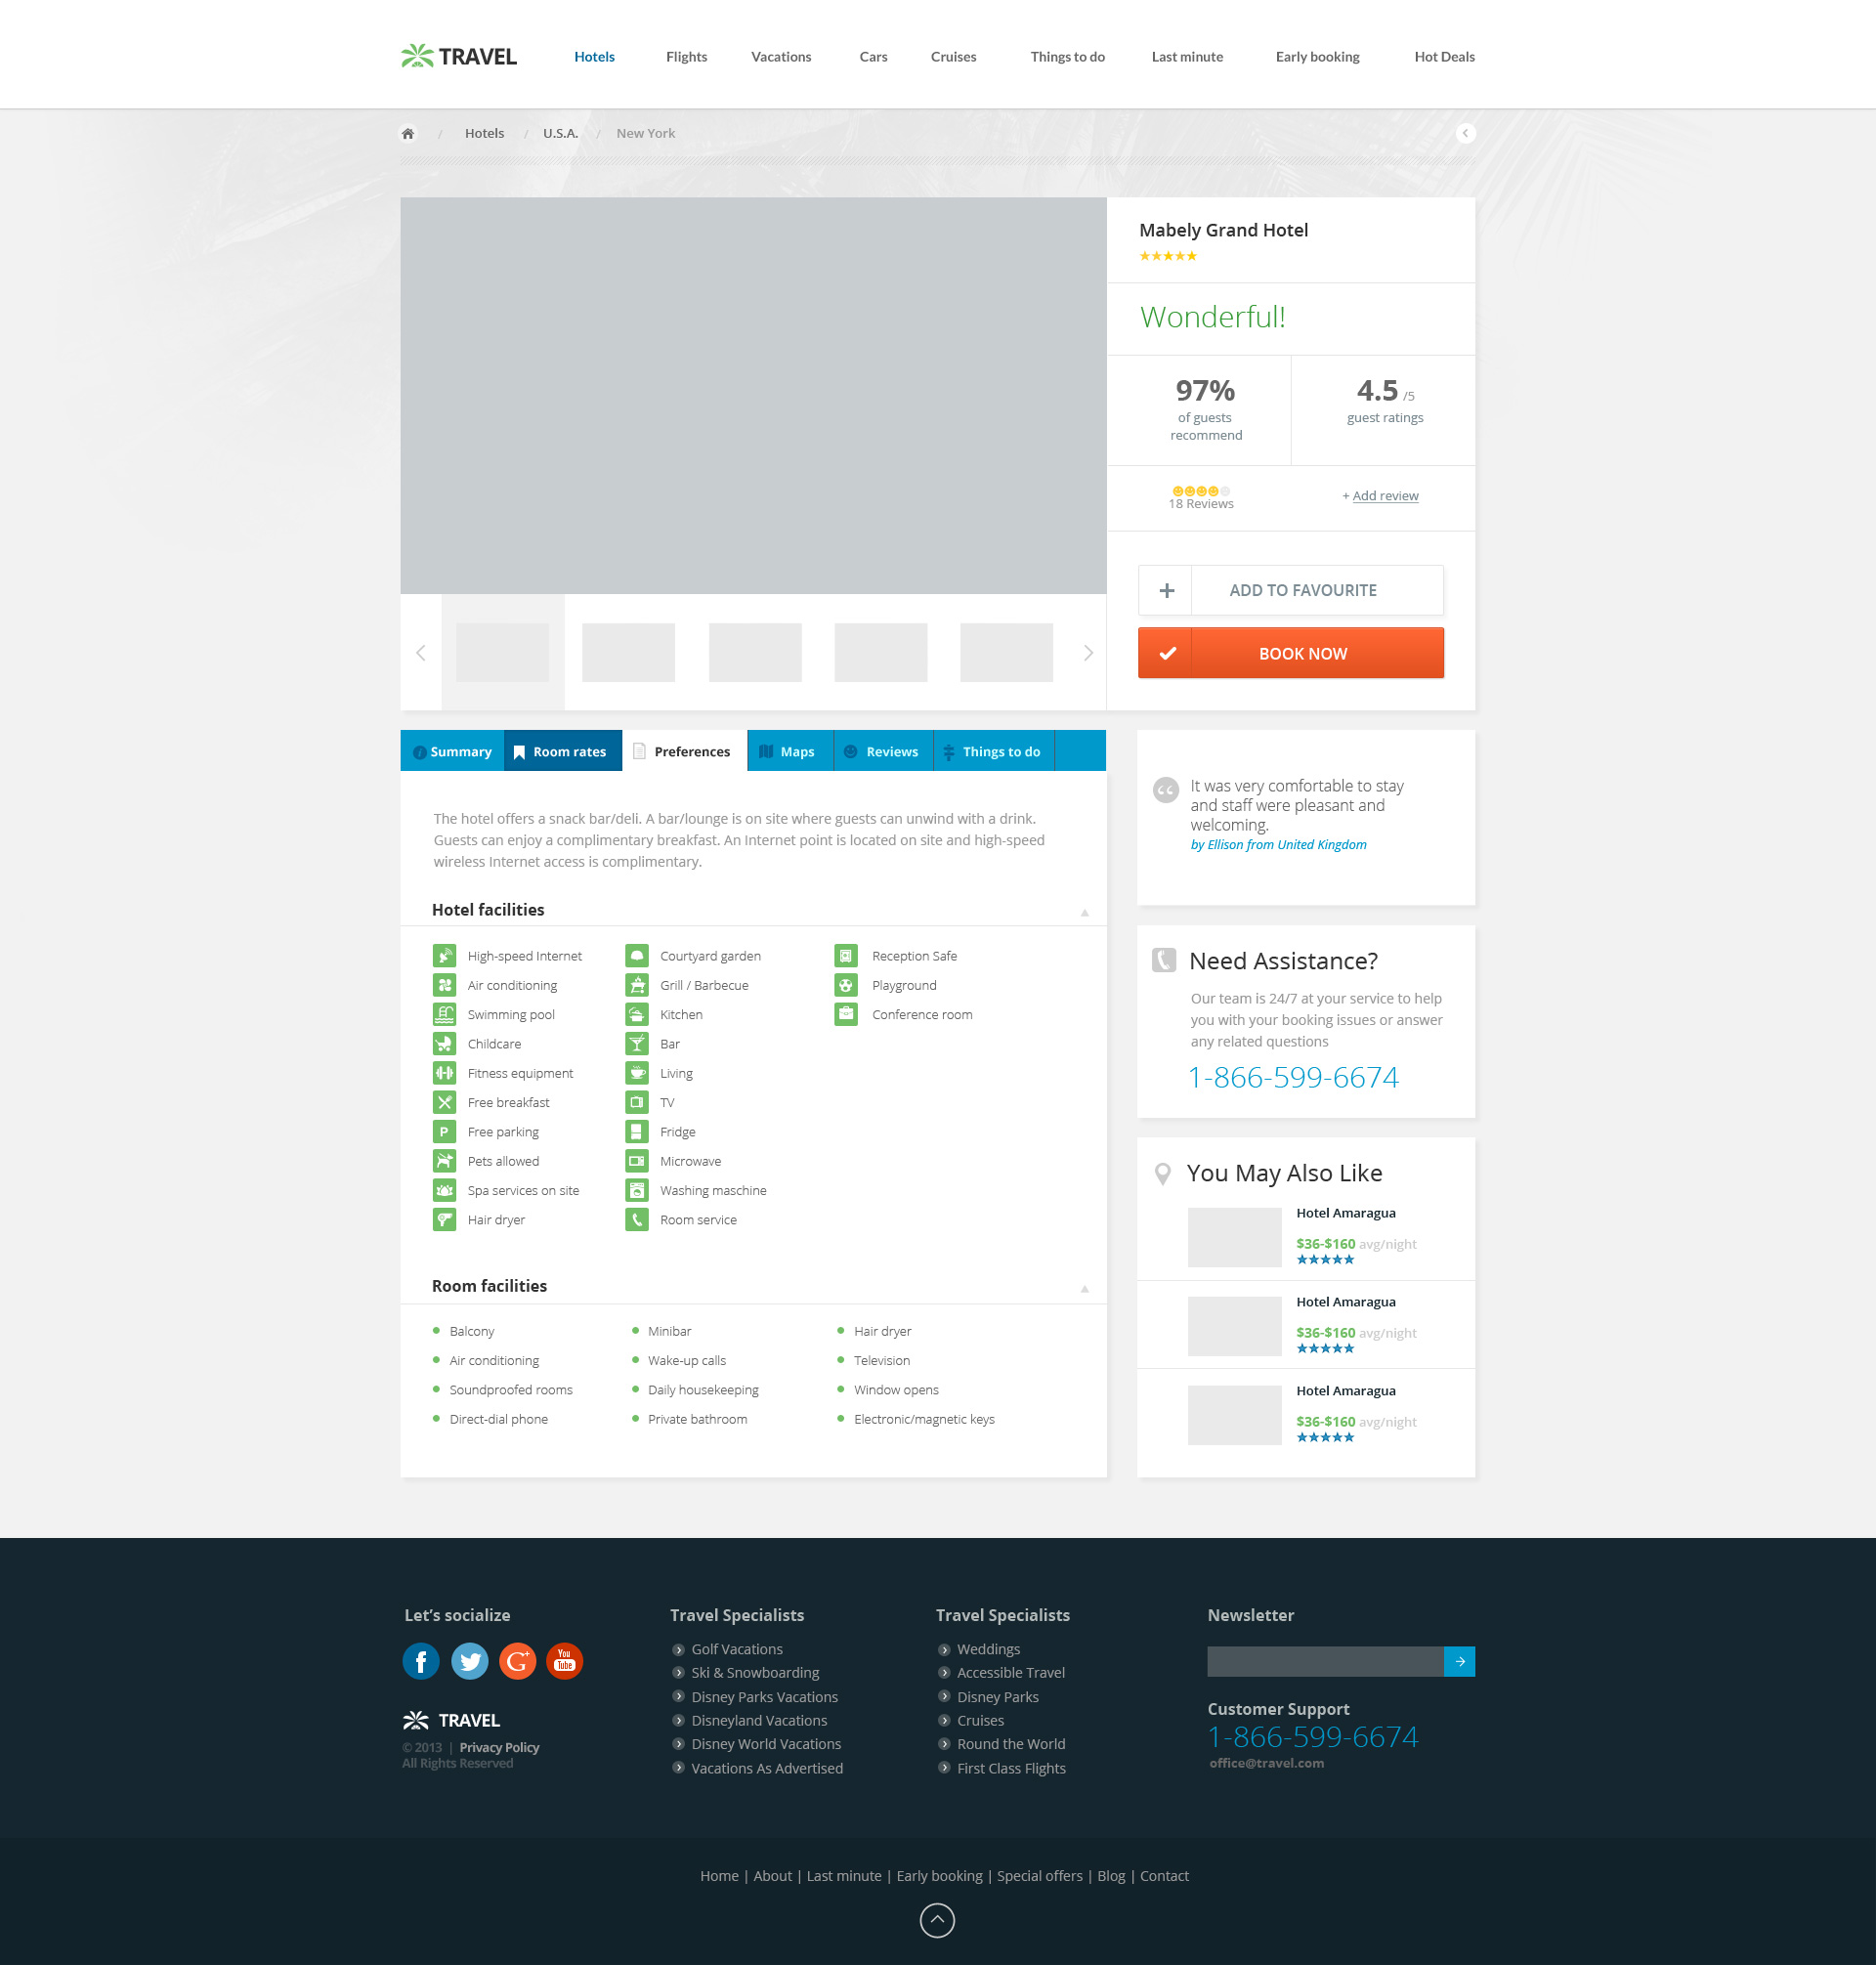 TRAVEL
Hotels Flights Vacations Cars Cruises Things to do Last minute Early booking Hot Deals
/ Hotels / U.S.A. / New York
Mabely Grand Hotel
Wonderful!
97%
of guests
recommend
4.5 /5
guest ratings
18 Reviews
+ Add review
ADD TO FAVOURITE
BOOK NOW
Summary Room rates Preferences Maps Reviews Things to do
The hotel offers a snack bar/deli. A bar/lounge is on site where guests can unwind with a drink.
Guests can enjoy a complimentary breakfast. An Internet point is located on site and high-speed
wireless Internet access is complimentary.
Hotel facilities
High-speed Internet
Air conditioning
Swimming pool
Childcare
Fitness equipment
Free breakfast
P Free parking
Pets allowed
Spa services on site
Hair dryer
Courtyard garden
Grill / Barbecue
Kitchen
Bar
Living
TV
Fridge
Microwave
Washing maschine
Room service
Reception Safe
Playground
Conference room
Room facilities
Balcony
Air conditioning
Soundproofed rooms
Direct-dial phone
Minibar
Wake-up calls
Daily housekeeping
Private bathroom
Hair dryer
Television
Window opens
Electronic/magnetic keys
It was very comfortable to stay
and staff were pleasant and
welcoming.
by Ellison from United Kingdom
Need Assistance?
Our team is 24/7 at your service to help
you with your booking issues or answer
any related questions
1-866-599-6674
You May Also Like
Hotel Amaragua
$36-$160 avg/night
Hotel Amaragua
$36-$160 avg/night
Hotel Amaragua
$36-$160 avg/night
Let’s socialize
f G+ You Tube
TRAVEL
© 2013 | Privacy Policy
All Rights Reserved
Travel Specialists
Golf Vacations
Ski & Snowboarding
Disney Parks Vacations
Disneyland Vacations
Disney World Vacations
Vacations As Advertised
Travel Specialists
Weddings
Accessible Travel
Disney Parks
Cruises
Round the World
First Class Flights
Newsletter
Customer Support
1-866-599-6674
office@travel.com
Home | About | Last minute | Early booking | Special offers | Blog | Contact